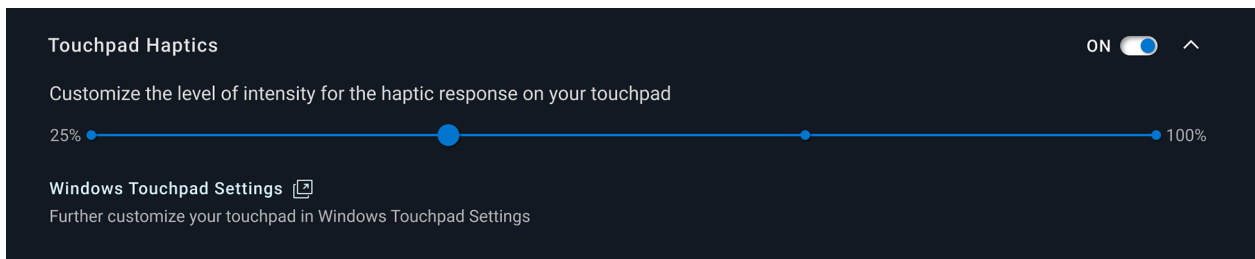 Touchpad Haptics
ON
Customize the level of intensity for the haptic response on your touchpad
25%
100%
Windows Touchpad Settings
Further customize your touchpad in Windows Touchpad Settings